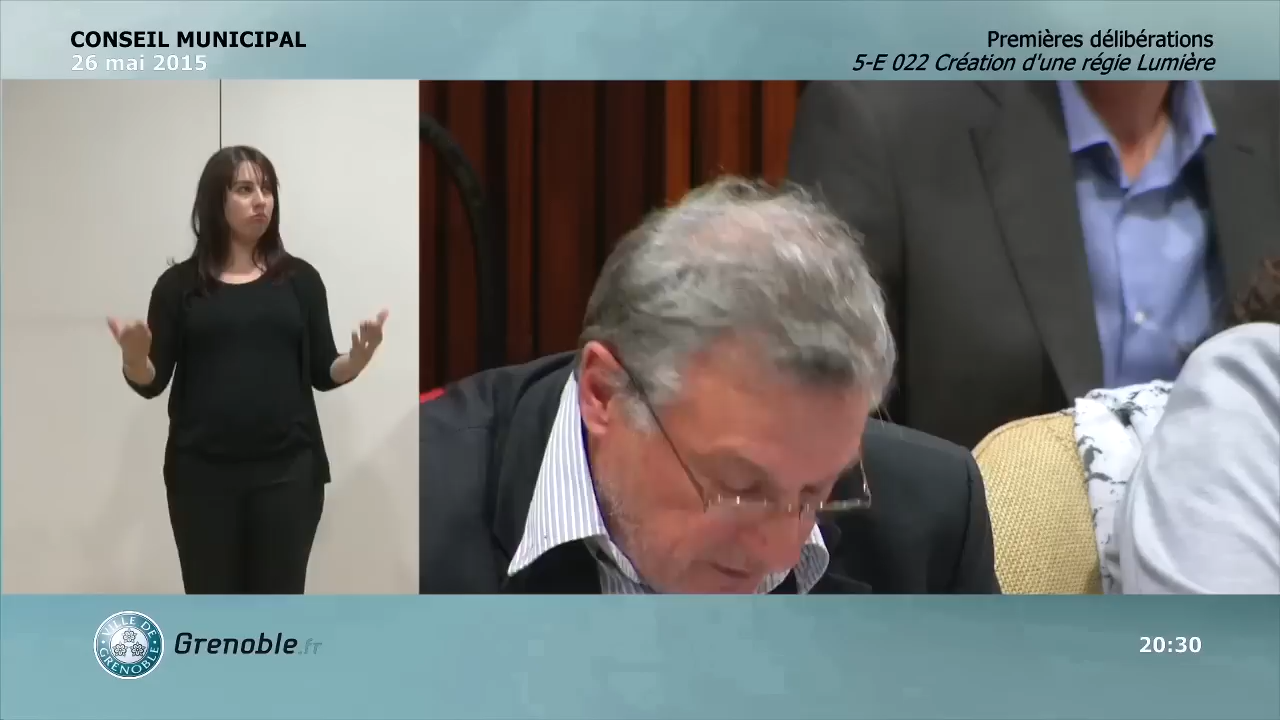 CONSEIL MUNICIPAL
26 mai 2015
Premières délibérations
5-E 022 Création d'une régie Lumière
VILLE DE GRENOBLE
Grenoble.fr
20:30